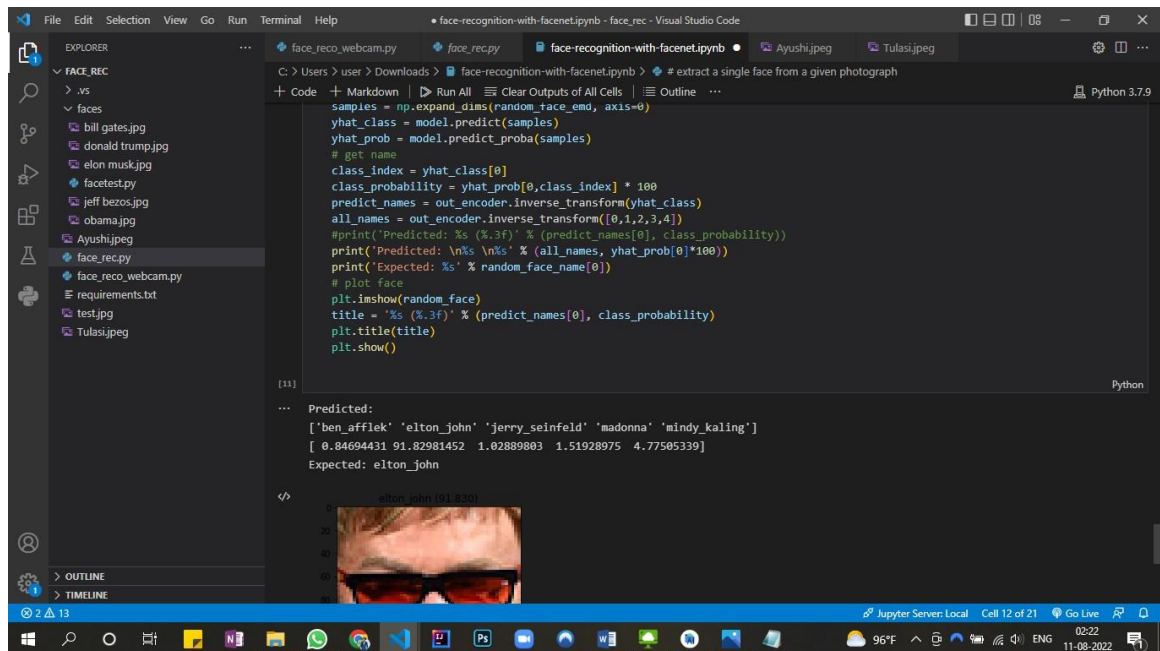 File Edit Selection View Go Run Terminal Help
● face-recognition-with-facenet.ipynb - face_rec - Visual Studio Code
EXPLORER
face_reco_webcam.py
face_rec.py
face-recognition-with-facenet.ipynb ●
Ayushi.jpeg
Tulasi.jpeg
FACE_REC
.vs
faces
bill gates.jpg
donald trump.jpg
elon musk.jpg
facetest.py
jeff bezos.jpg
obama.jpg
Ayushi.jpeg
face_rec.py
face_reco_webcam.py
requirements.txt
test.jpg
Tulasi.jpeg
OUTLINE
TIMELINE
C: > Users > user > Downloads > face-recognition-with-facenet.ipynb > # extract a single face from a given photograph
+ Code + Markdown | Run All Clear Outputs of All Cells | Outline ···
Python 3.7.9
samples = np.expand_dims(random_face_emd, axis=0)
yhat_class = model.predict(samples)
yhat_prob = model.predict_proba(samples)
# get name
class_index = yhat_class[0]
class_probability = yhat_prob[0,class_index] * 100
predict_names = out_encoder.inverse_transform(yhat_class)
all_names = out_encoder.inverse_transform([0,1,2,3,4])
#print('Predicted: %s (%.3f)' % (predict_names[0], class_probability))
print('Predicted: \n%s \n%s' % (all_names, yhat_prob[0]*100))
print('Expected: %s' % random_face_name[0])
# plot face
plt.imshow(random_face)
title = '%s (%.3f)' % (predict_names[0], class_probability)
plt.title(title)
plt.show()
[11]
Python
Predicted:
['ben_afflek' 'elton_john' 'jerry_seinfeld' 'madonna' 'mindy_kaling']
[ 0.84694431 91.82981452 1.02889803 1.51928975 4.77505339]
Expected: elton_john
elton_john (91.830)
0
20
40
60
80
2 13
Jupyter Server: Local Cell 12 of 21 Go Live
96°F ENG 02:22
11-08-2022